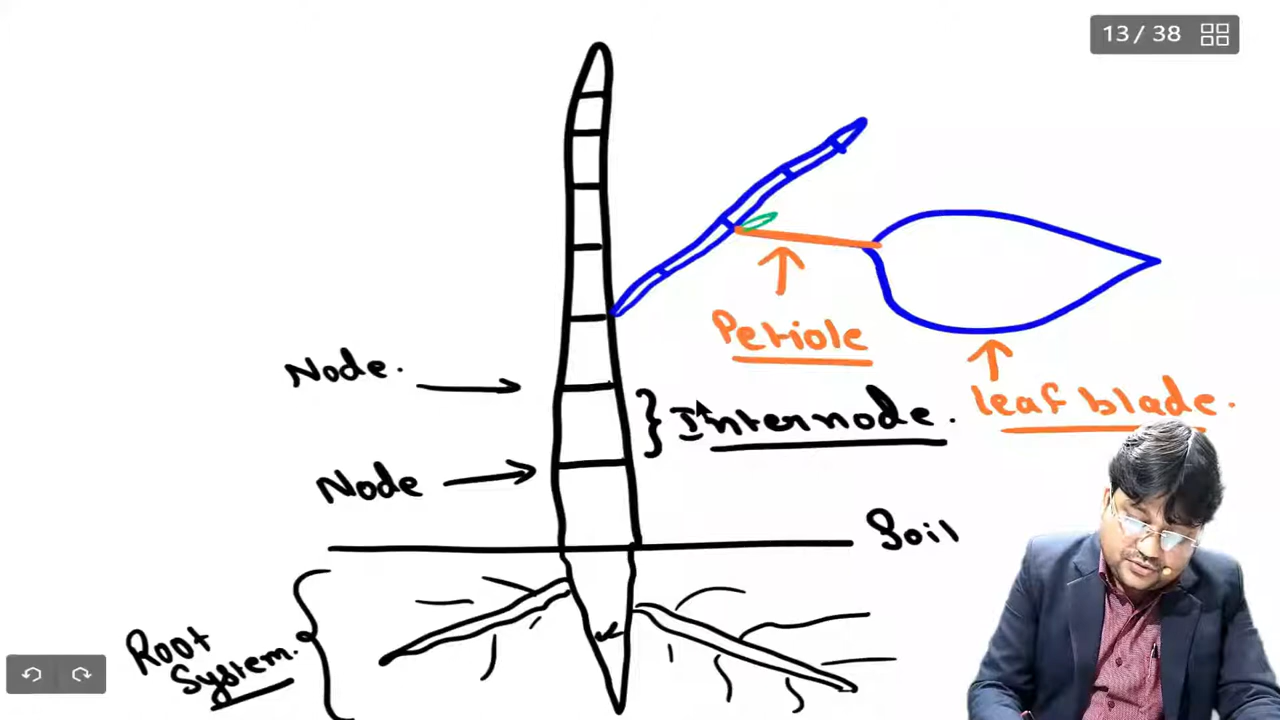 13 / 38
Petiole
Node.
leaf blade.
Internode.
Node
Soil
Root
System.